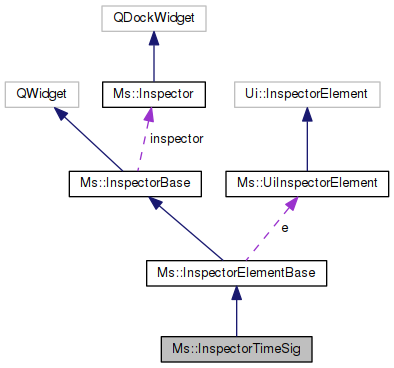 QDockWidget
QWidget
Ms::Inspector
Ui::InspectorElement
inspector
Ms::InspectorBase
Ms::UiInspectorElement
e
Ms::InspectorElementBase
Ms::InspectorTimeSig